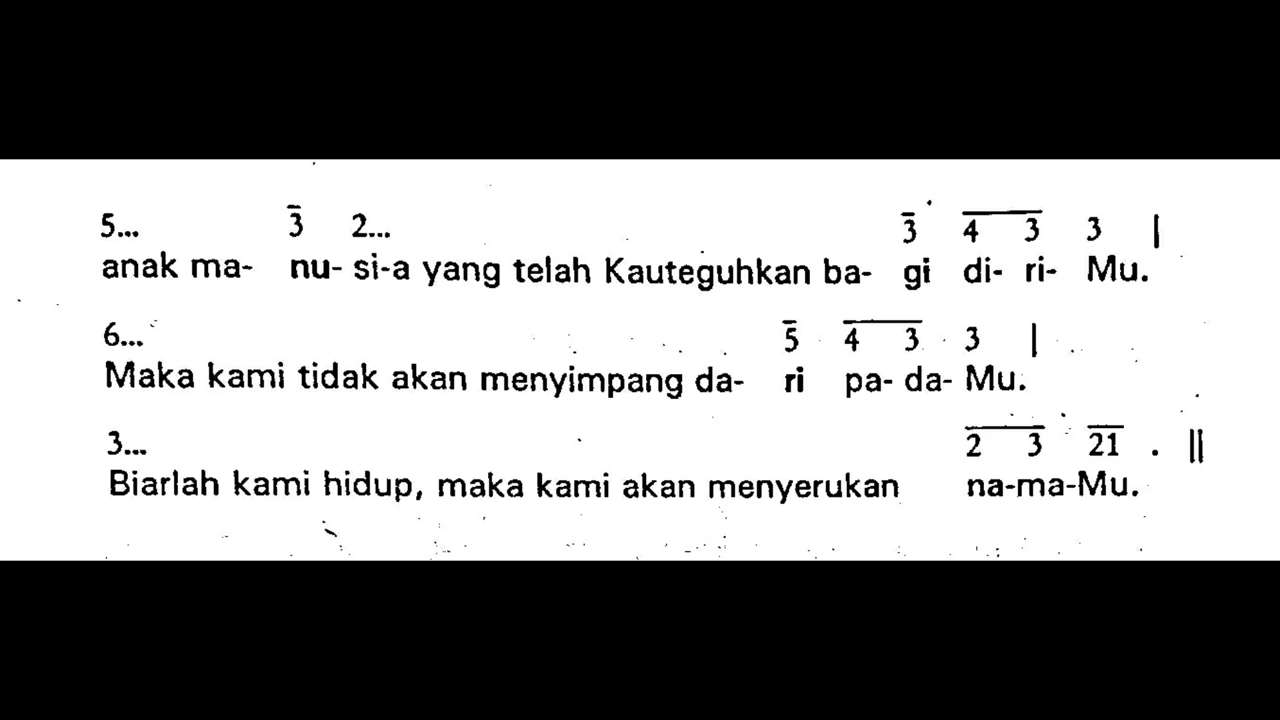 5... 3̅ 2... 3̅ 4̅ 3̅ 3 |
anak ma- nu- si-a yang telah Kauteguhkan ba- gi di- ri- Mu.
6... 5̅ 4̅ 3̅ 3 |
Maka kami tidak akan menyimpang da- ri pa- da- Mu.
3... 2̅ 3̅ 2̅1̅ . ||
Biarlah kami hidup, maka kami akan menyerukan na-ma-Mu.